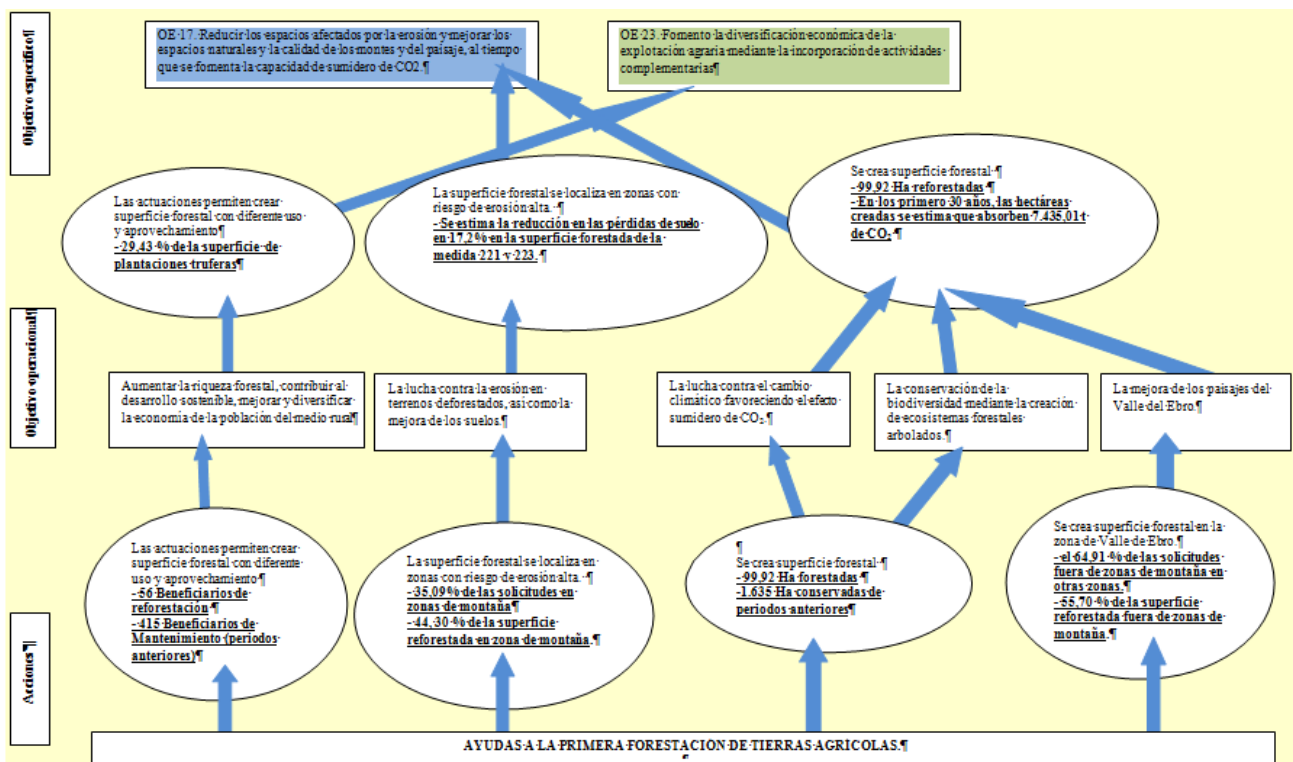 Objetivo especifico¶
OE·17.·Reducir·los·espacios·afectados·por·la·erosión·y·mejorar·los·
espacios·naturales·y·la·calidad·de·los·montes·y·del·paisaje,·al·tiempo·
que·se·fomenta·la·capacidad·de·sumidero·de·CO2.¶
OE·23.·Fomento·la·diversificación·económica·de·la·
explotación·agraria·mediante·la·incorporación·de·actividades·
complementarias¶
Las·actuaciones·permiten·crear·
superficie·forestal·con·diferente·uso·
y·aprovechamiento¶
-·29,43·%·de·la·superficie·de·
plantaciones·truferas¶
La·superficie·forestal·se·localiza·en·zonas·con·
riesgo·de·erosión·alta.·¶
-·Se·estima·la·reducción·en·las·pérdidas·de·suelo·
en·17,2%·en·la·superficie·forestada·de·la·
medida·221·y·223.·¶
Se·crea·superficie·forestal·¶
-·99,92·Ha·reforestadas·¶
-·En·los·primero·30·años,·las·hectáreas·
creadas·se·estima·que·absorben·7.435,01·t·
de·CO₂·¶
Objetivo operacional¶
Aumentar·la·riqueza·forestal,·contribuir·al·
desarrollo·sostenible,·mejorar·y·diversificar·
la·economía·de·la·población·del·medio·rural¶
La·lucha·contra·la·erosión·en·
terrenos·deforestados,·así·como·la·
mejora·de·los·suelos.¶
La·lucha·contra·el·cambio·
climático·favoreciendo·el·efecto·
sumidero·de·CO₂.¶
La·conservación·de·la·
biodiversidad·mediante·la·creación·
de·ecosistemas·forestales·
arbolados.¶
La·mejora·de·los·paisajes·del·
Valle·del·Ebro.¶
Acciones¶
Las·actuaciones·permiten·crear·
superficie·forestal·con·diferente·
uso·y·aprovechamiento¶
-·56·Beneficiarios·de·
reforestación¶
-·415·Beneficiarios·de·
Mantenimiento·(periodos·
anteriores)¶
La·superficie·forestal·se·localiza·en·
zonas·con·riesgo·de·erosión·alta.·¶
-·35,09%·de·las·solicitudes·en·
zonas·de·montaña¶
-·44,30·%·de·la·superficie·
reforestada·en·zona·de·montaña.¶
¶
Se·crea·superficie·forestal·¶
-·99,92·Ha·forestadas·¶
-1.635·Ha·conservadas·de·
periodos·anteriores¶
Se·crea·superficie·forestal·en·la·
zona·de·Valle·de·Ebro.¶
-·el·64,91·%·de·las·solicitudes·
fuera·de·zonas·de·montaña·en·
otras·zonas.¶
-·55,70·%·de·la·superficie·
reforestada·fuera·de·zonas·de·
montaña.¶
AYUDAS·A·LA·PRIMERA·FORESTACIÓN·DE·TIERRAS·AGRÍCOLAS.¶
¶